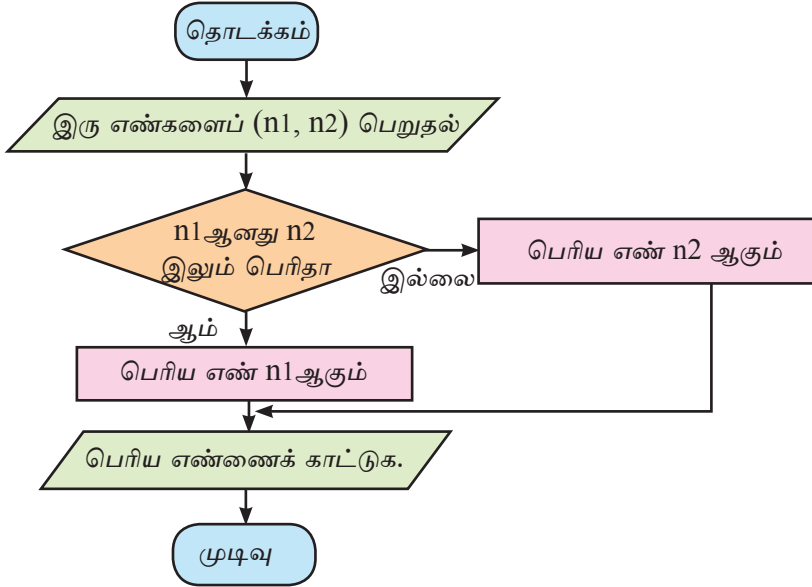 தொடக்கம்
இரு எண்களைப் (n1, n2) பெறுதல்
n1ஆனது n2
இலும் பெரிதா
இல்லை
பெரிய எண் n2 ஆகும்
ஆம்
பெரிய எண் n1ஆகும்
பெரிய எண்ணைக் காட்டுக.
முடிவு